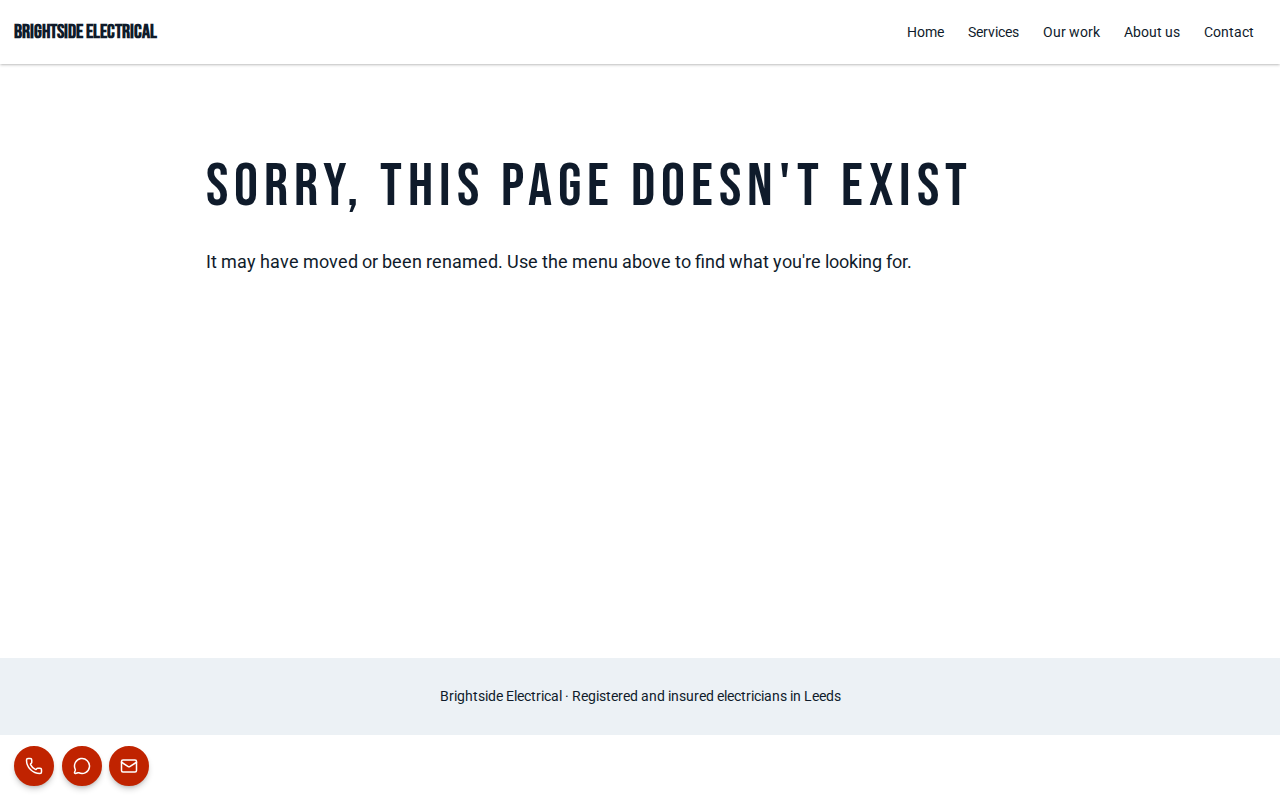 BRIGHTSIDE ELECTRICAL
Home Services Our work About us Contact
SORRY, THIS PAGE DOESN'T EXIST
It may have moved or been renamed. Use the menu above to find what you're looking for.
Brightside Electrical · Registered and insured electricians in Leeds